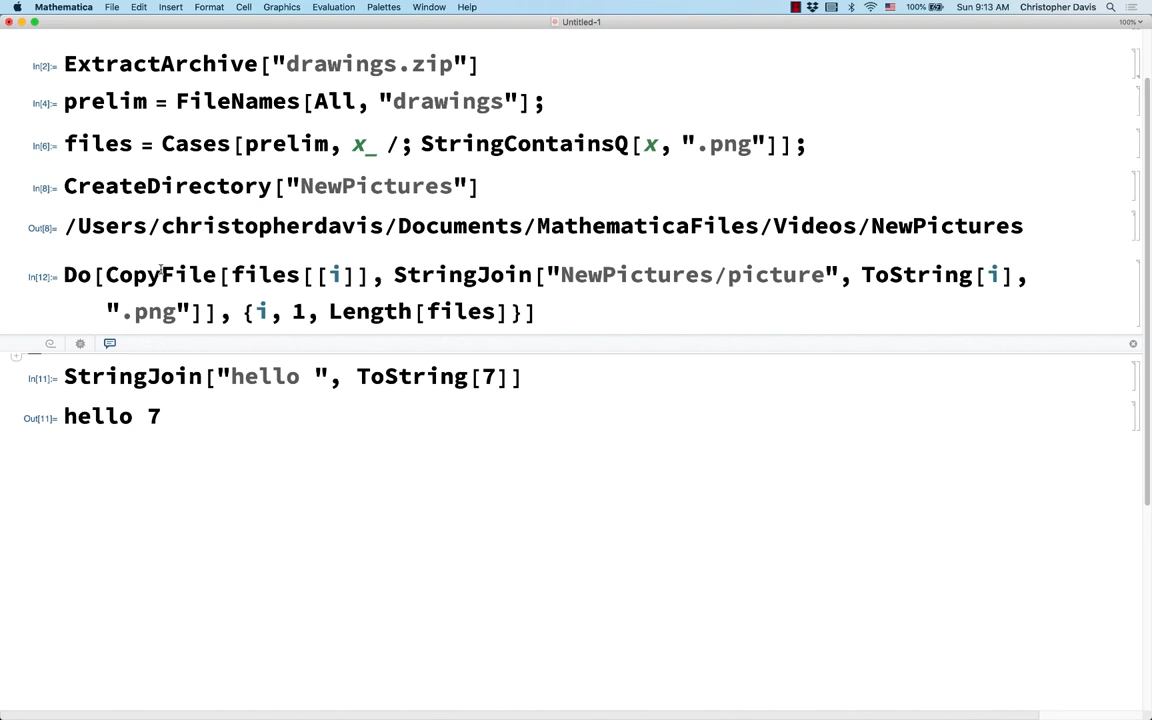 Mathematica File Edit Insert Format Cell Graphics Evaluation Palettes Window Help 100% Sun 9:13 AM Christopher Davis
Untitled-1 100%
In[2]:= ExtractArchive["drawings.zip"]
In[4]:= prelim = FileNames[All, "drawings"];
In[6]:= files = Cases[prelim, x_ /; StringContainsQ[x, ".png"]];
In[8]:= CreateDirectory["NewPictures"]
Out[8]= /Users/christopherdavis/Documents/MathematicaFiles/Videos/NewPictures
In[12]:= Do[CopyFile[files[[i]], StringJoin["NewPictures/picture", ToString[i],
".png"]], {i, 1, Length[files]}]
In[11]:= StringJoin["hello ", ToString[7]]
Out[11]= hello 7